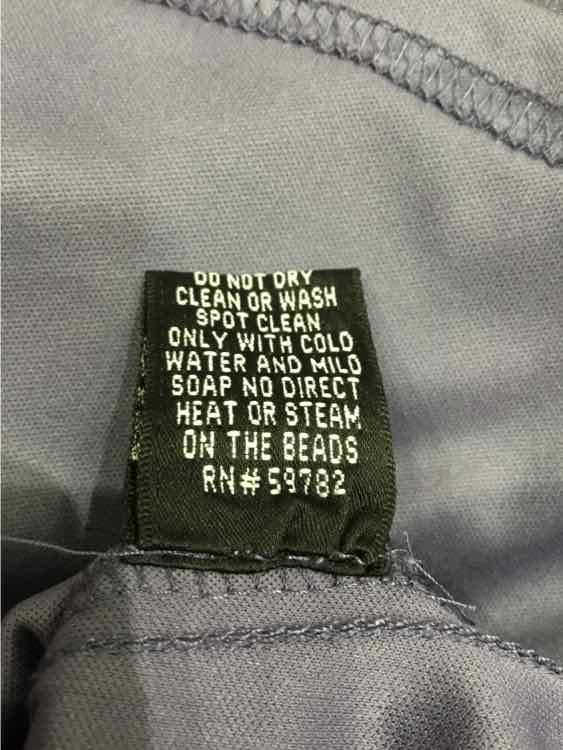 DO NOT DRY
CLEAN OR WASH
SPOT CLEAN
ONLY WITH COLD
WATER AND MILD
SOAP NO DIRECT
HEAT OR STEAM
ON THE BEADS
RN#59782